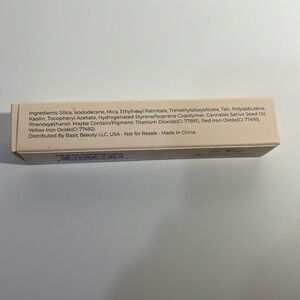 Ingredients: Silica, Isododecane, Mica, Ethylhexyl Palmitate, Trimethylsiloxysilicate, Talc, Polyisobutene,
Kaolin, Tocopheryl Acetate, Hydrogenated Styrene/Isoprene Copolymer, Cannabis Sativa Seed Oil,
Phenoxyethanol, Maybe Contain/Pigment: Titanium Dioxide(CI 77891), Red Iron Oxide(CI 77491),
Yellow Iron Oxide(CI 77492).
Distributed By Basic Beauty LLC, USA - Not for Resale - Made In China.